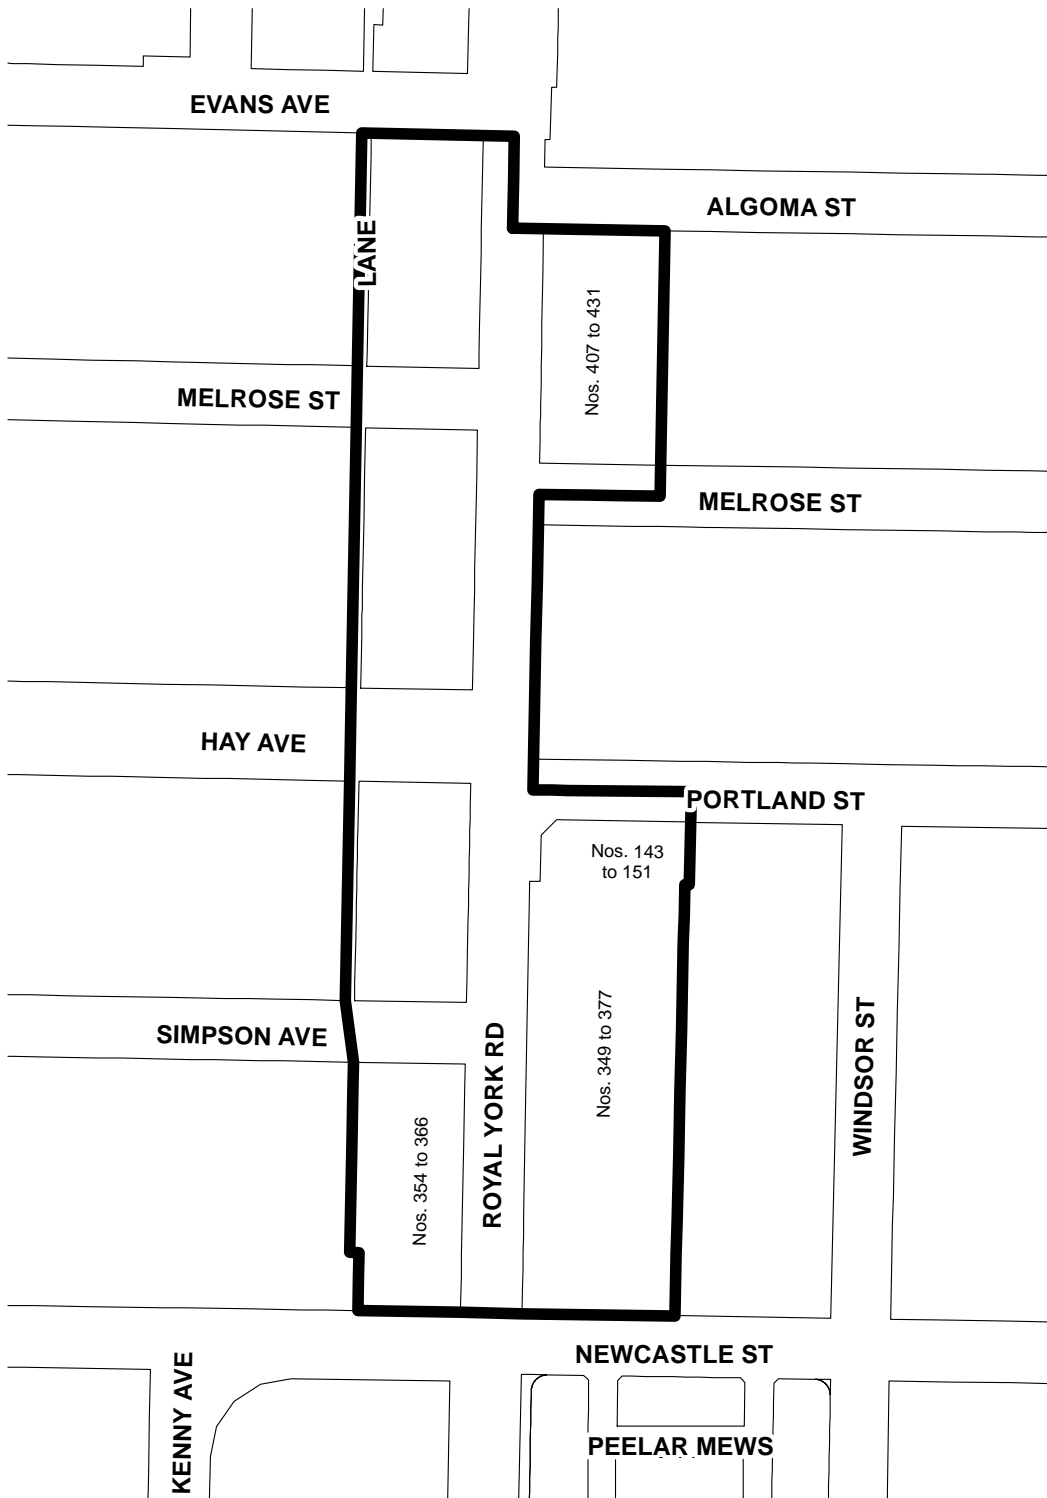 EVANS AVE
ALGOMA ST
LANE
Nos. 407 to 431
MELROSE ST
MELROSE ST
HAY AVE
PORTLAND ST
Nos. 143
to 151
SIMPSON AVE
ROYAL YORK RD
Nos. 349 to 377
WINDSOR ST
Nos. 354 to 366
NEWCASTLE ST
KENNY AVE
PEELAR MEWS